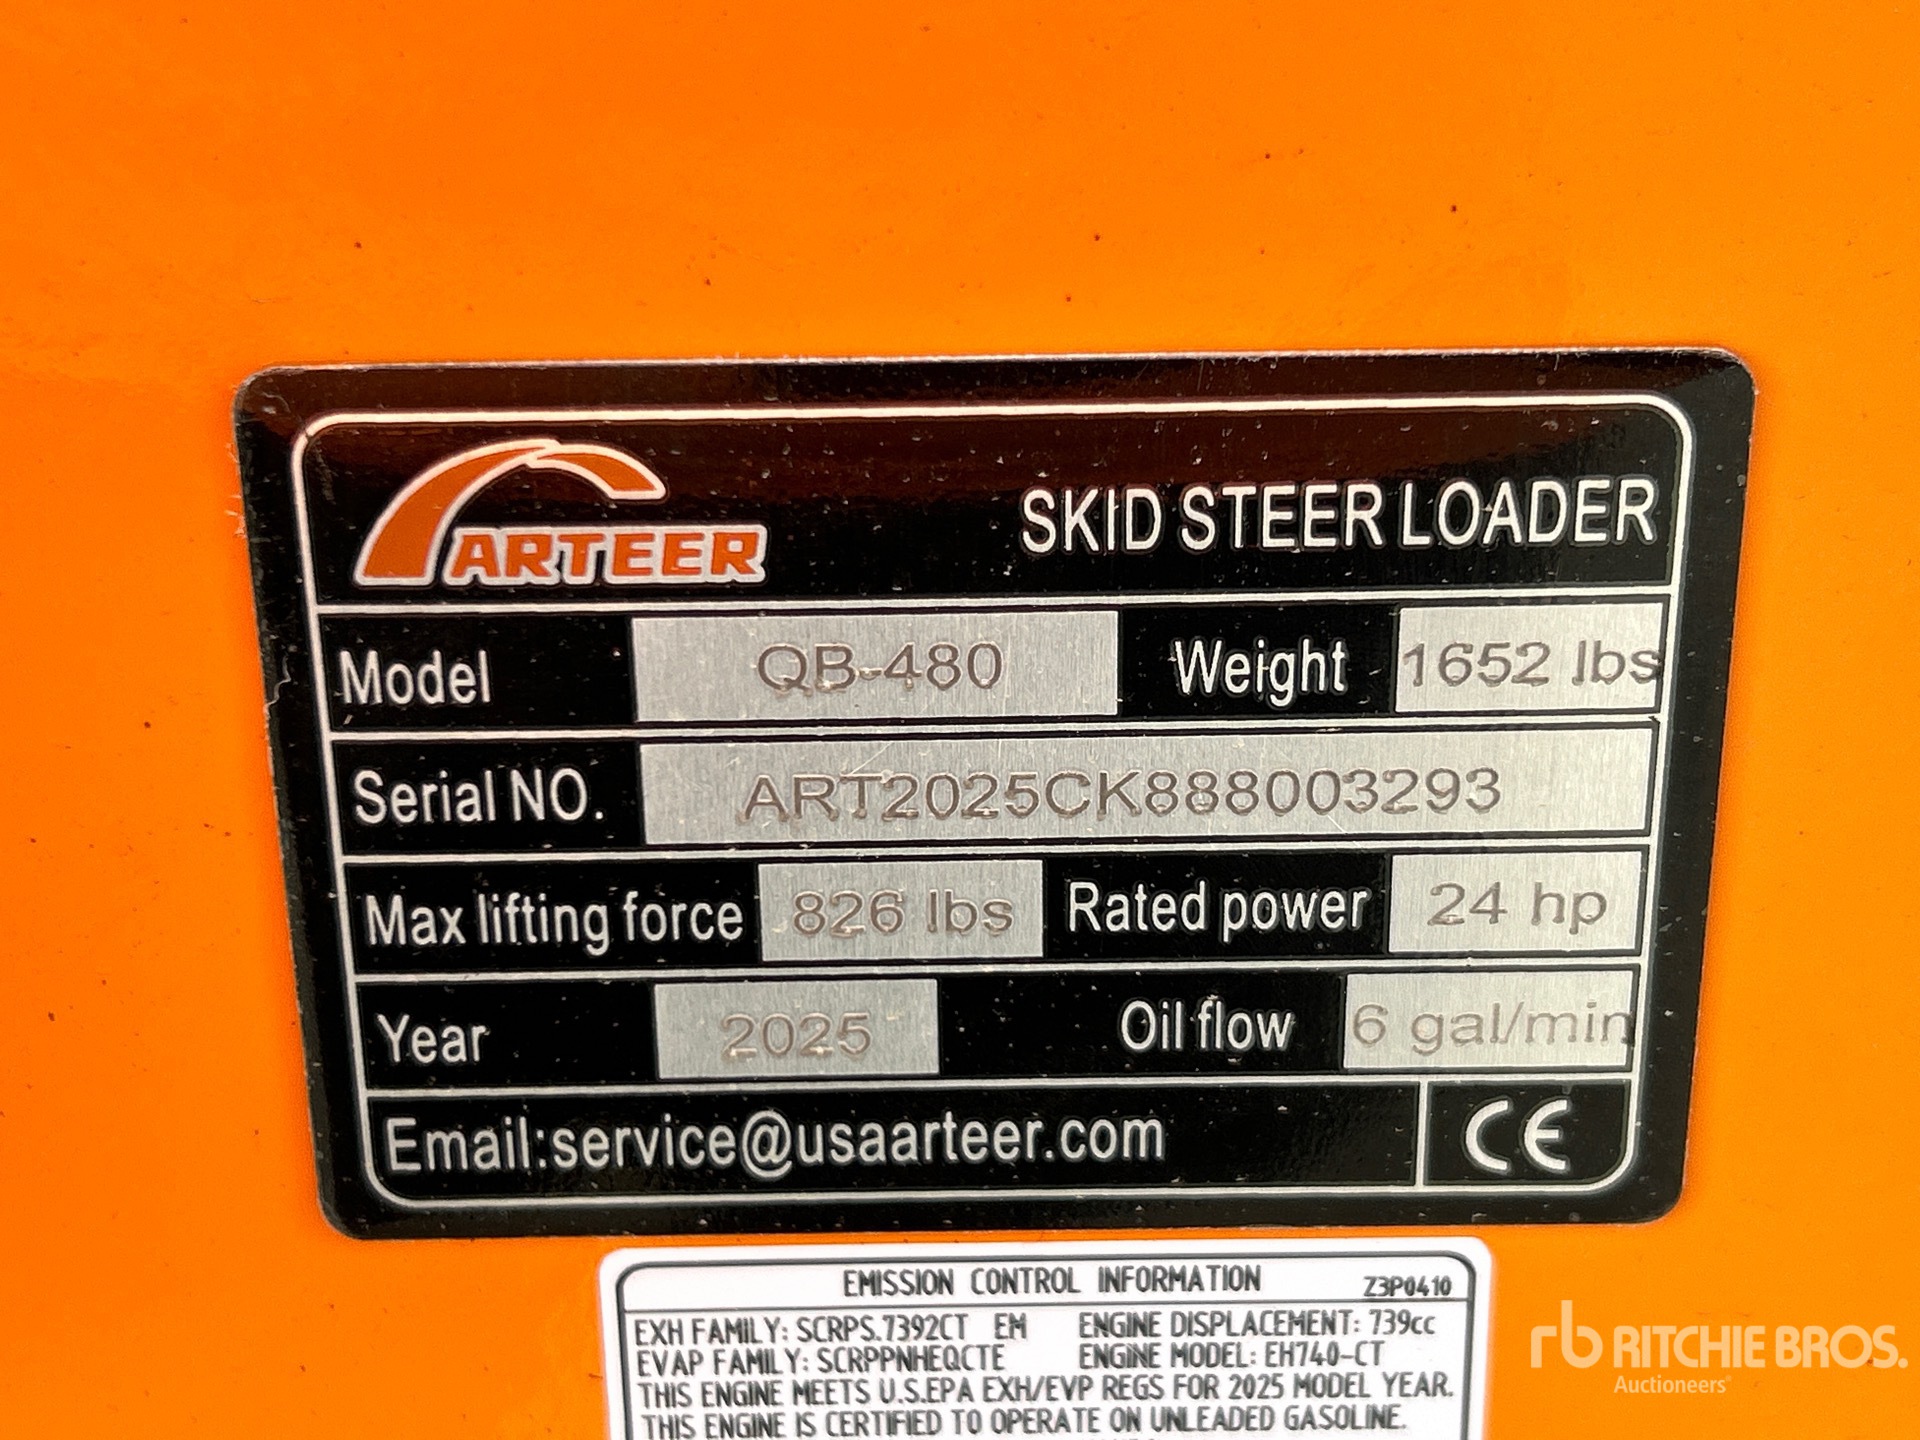 ARTEER
SKID STEER LOADER
Model QB-480 Weight 1652 lbs
Serial NO. ART2025CK888003293
Max lifting force 826 lbs Rated power 24 hp
Year 2025 Oil flow 6 gal/min
Email:service@usaarteer.com CE
EMISSION CONTROL INFORMATION Z3P0410
EXH FAMILY: SCRPS.7392CT EM ENGINE DISPLACEMENT: 739cc
EVAP FAMILY: SCRPPNHEQCTE ENGINE MODEL: EH740-CT
THIS ENGINE MEETS U.S.EPA EXH/EVP REGS FOR 2025 MODEL YEAR.
THIS ENGINE IS CERTIFIED TO OPERATE ON UNLEADED GASOLINE.
rb RITCHIE BROS.
Auctioneers